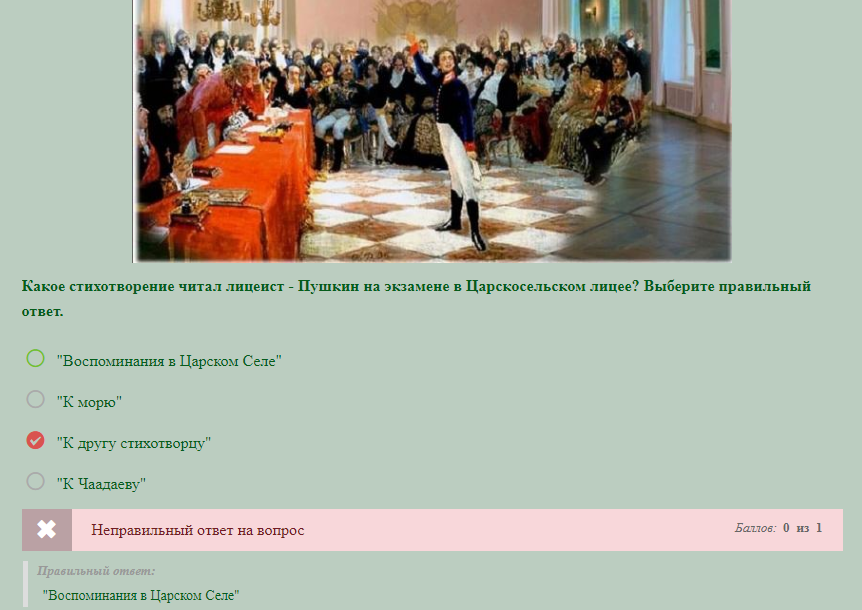 Какое стихотворение читал лицеист - Пушкин на экзамене в Царскосельском лицее? Выберите правильный
ответ.
"Воспоминания в Царском Селе"
"К морю"
"К другу стихотворцу"
"К Чаадаеву"
Неправильный ответ на вопрос
Баллов: 0 из 1
Правильный ответ:
"Воспоминания в Царском Селе"